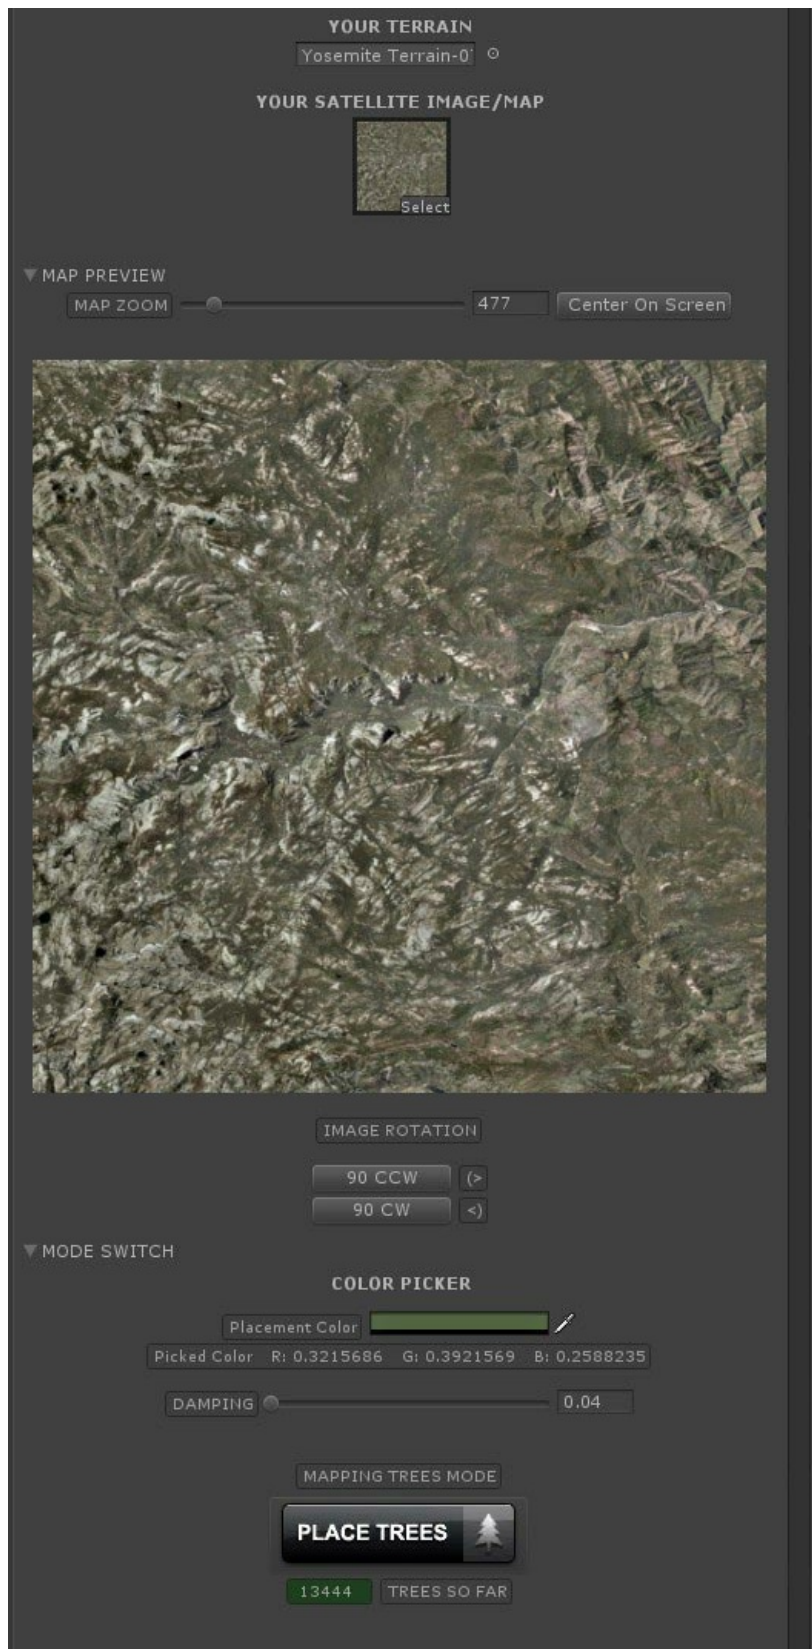 YOUR TERRAIN
Yosemite Terrain-0
YOUR SATELLITE IMAGE/MAP
Select
MAP PREVIEW
MAP ZOOM 477 Center On Screen
IMAGE ROTATION
90 CCW (>
90 CW <)
MODE SWITCH
COLOR PICKER
Placement Color
Picked Color R: 0.3215686 G: 0.3921569 B: 0.2588235
DAMPING 0.04
MAPPING TREES MODE
PLACE TREES
13444 TREES SO FAR